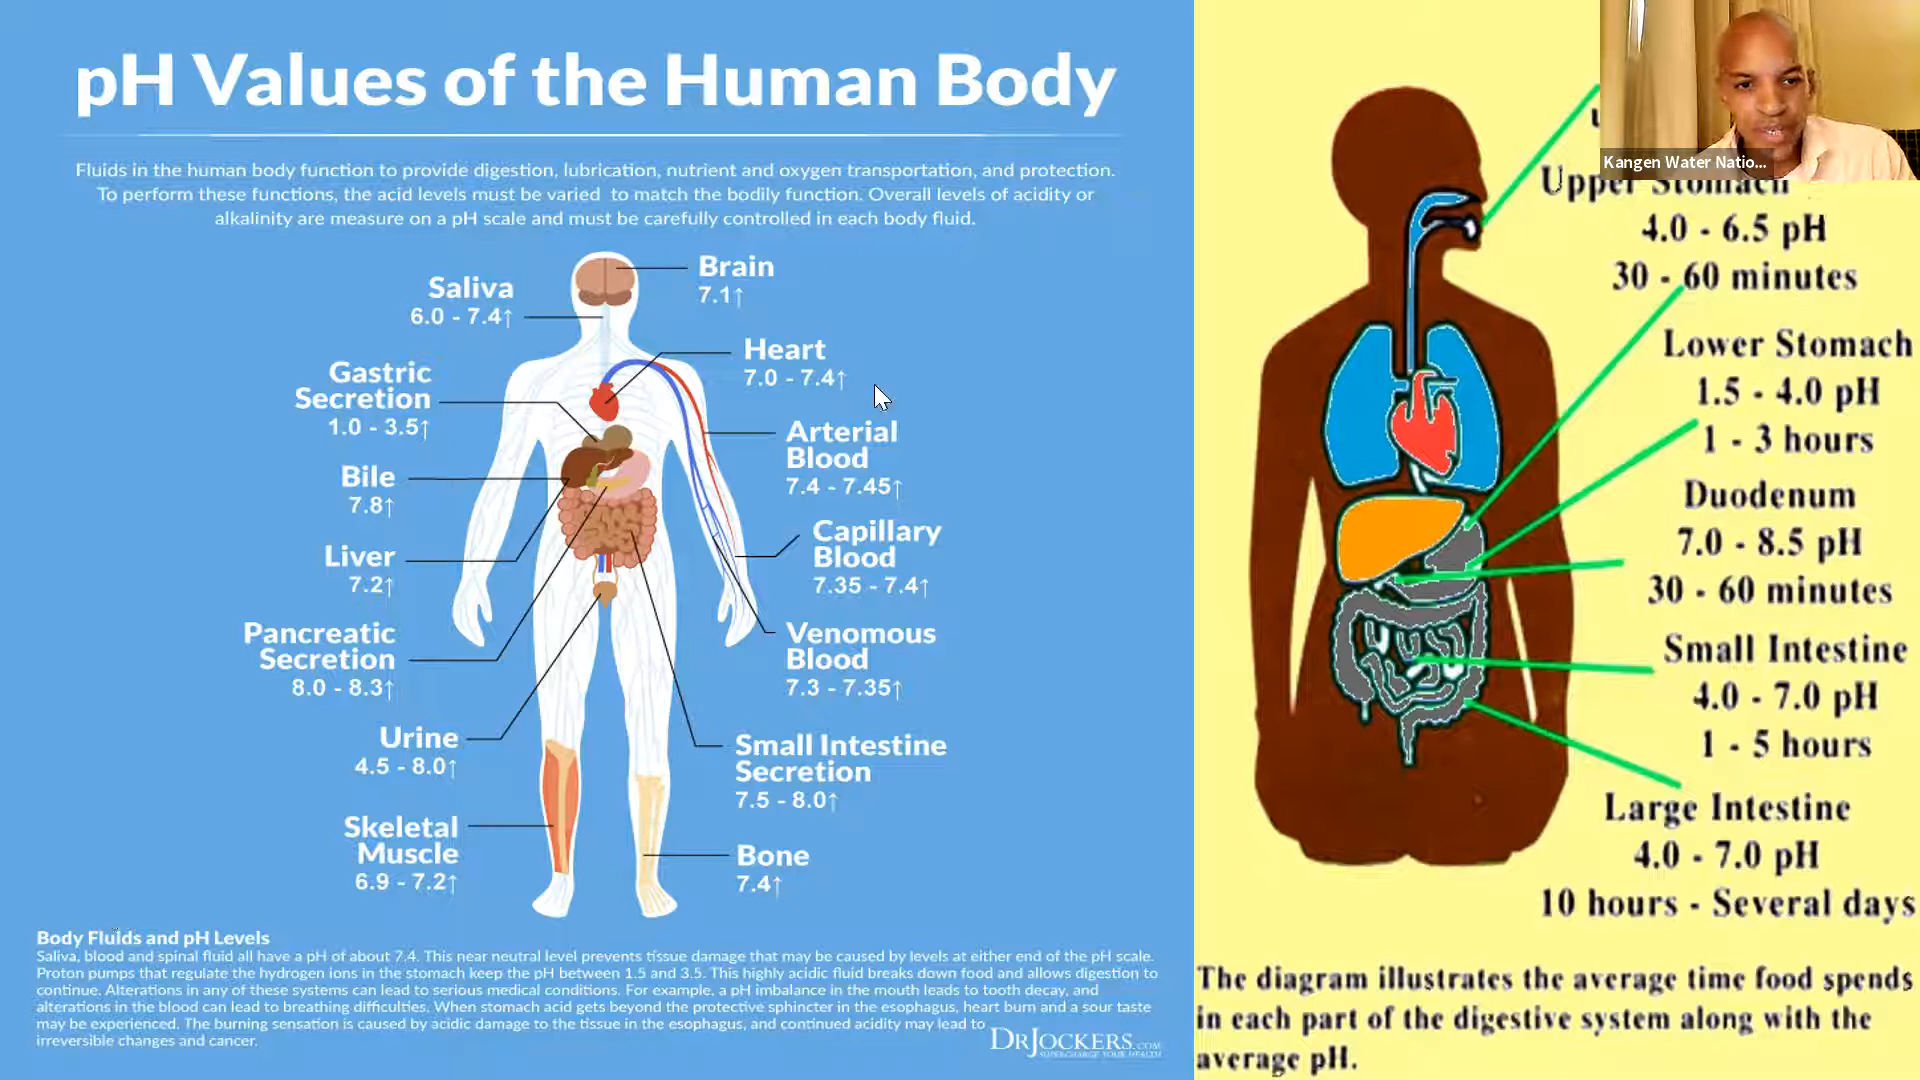 pH Values of the Human Body
Fluids in the human body function to provide digestion, lubrication, nutrient and oxygen transportation, and protection.
To perform these functions, the acid levels must be varied to match the bodily function. Overall levels of acidity or
alkalinity are measure on a pH scale and must be carefully controlled in each body fluid.
Saliva
6.0 - 7.4↑
Gastric
Secretion
1.0 - 3.5↑
Bile
7.8↑
Liver
7.2↑
Pancreatic
Secretion
8.0 - 8.3↑
Urine
4.5 - 8.0↑
Skeletal
Muscle
6.9 - 7.2↑
Brain
7.1↑
Heart
7.0 - 7.4↑
Arterial
Blood
7.4 - 7.45↑
Capillary
Blood
7.35 - 7.4↑
Venomous
Blood
7.3 - 7.35↑
Small Intestine
Secretion
7.5 - 8.0↑
Bone
7.4↑
Body Fluids and pH Levels
Saliva, blood and spinal fluid all have a pH of about 7.4. This near neutral level prevents tissue damage that may be caused by levels at either end of the pH scale.
Proton pumps that regulate the hydrogen ions in the stomach keep the pH between 1.5 and 3.5. This highly acidic fluid breaks down food and allows digestion to
continue. Alterations in any of these systems can lead to serious medical conditions. For example, a pH imbalance in the mouth leads to tooth decay, and
alterations in the blood can lead to breathing difficulties. When stomach acid gets beyond the protective sphincter in the esophagus, heart burn and a sour taste
may be experienced. The burning sensation is caused by acidic damage to the tissue in the esophagus, and continued acidity may lead to
irreversible changes and cancer.
DRJOCKERS.COM
SUPERCHARGE YOUR HEALTH
Kangen Water Natio...
Upper Stomach
4.0 - 6.5 pH
30 - 60 minutes
Lower Stomach
1.5 - 4.0 pH
1 - 3 hours
Duodenum
7.0 - 8.5 pH
30 - 60 minutes
Small Intestine
4.0 - 7.0 pH
1 - 5 hours
Large Intestine
4.0 - 7.0 pH
10 hours - Several days
The diagram illustrates the average time food spends
in each part of the digestive system along with the
average pH.